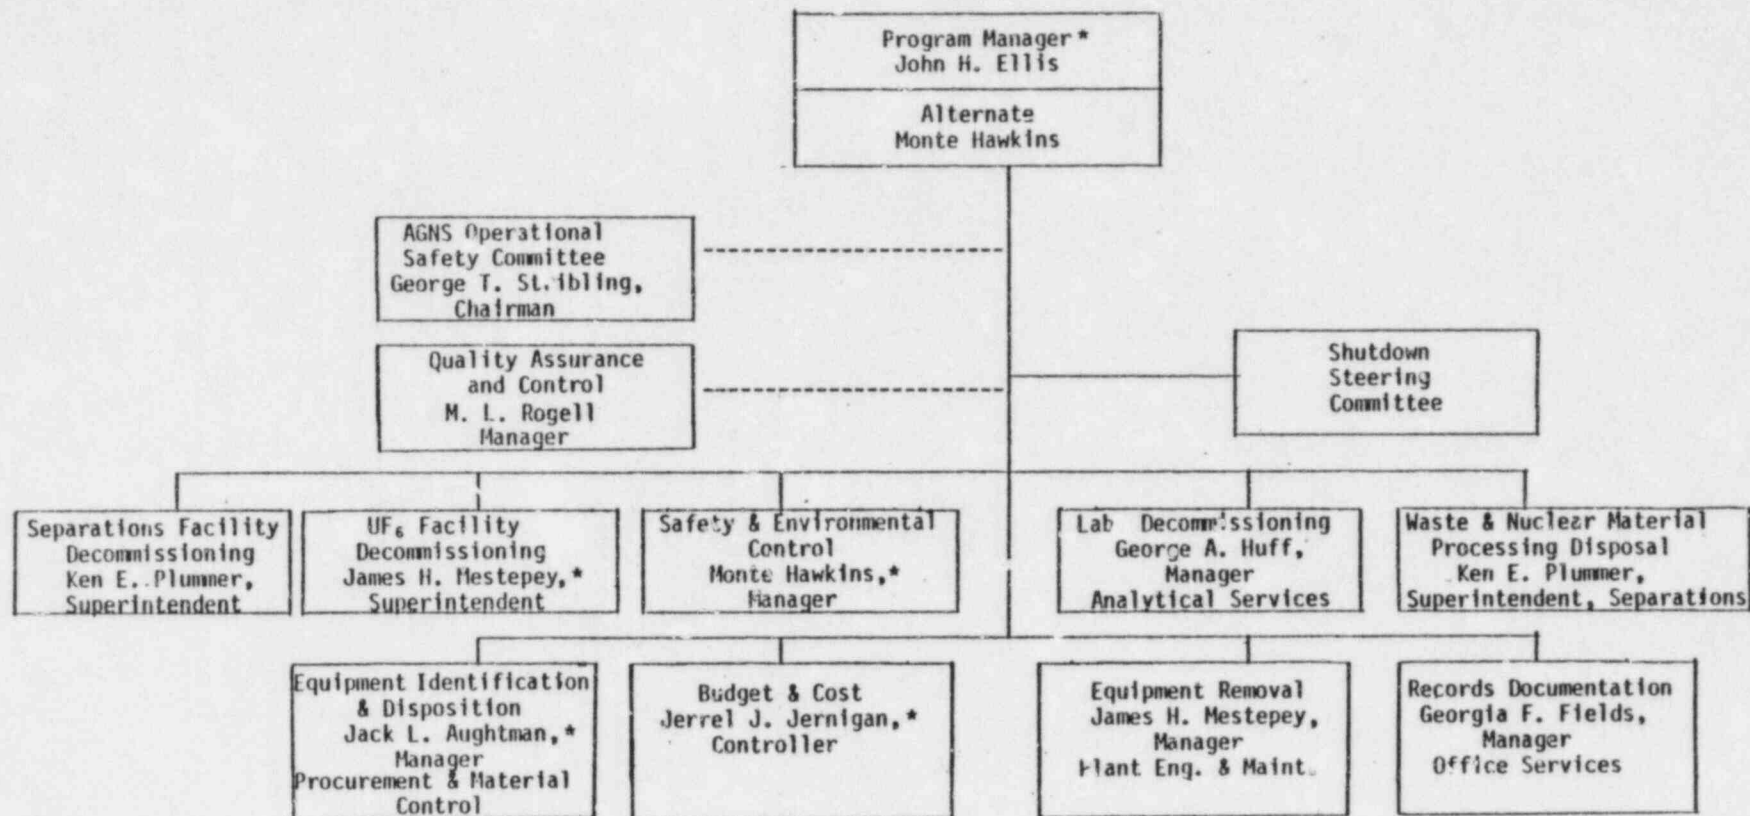 Program Manager*
John H. Ellis
Alternate
Monte Hawkins
AGNS Operational
Safety Committee
George T.
Chairman
Quality Assurance
and Control
M. L. Rogell
Manager
Shutdown
Steering
Committee
Separations Facility
Decommissioning
Ken E. Plummer,
Superintendent
UF₆ Facility
Decommissioning
James H. Mestepey,*
Superintendent
Safety & Environmental
Control
Monte Hawkins,*
Manager
Lab Decommissioning
George A. Huff,
Manager
Analytical Services
Waste & Nuclear Material
Processing Disposal
Ken E. Plummer,
Superintendent, Separations
Equipment Identification
& Disposition
Jack L. Aughtman,*
Manager
Procurement & Material
Control
Budget & Cost
Jerrel J. Jernigan,*
Controller
Equipment Removal
James H. Mestepey,
Manager
Plant Eng. & Maint.
Records Documentation
Georgia F. Fields,
Manager
Office Services